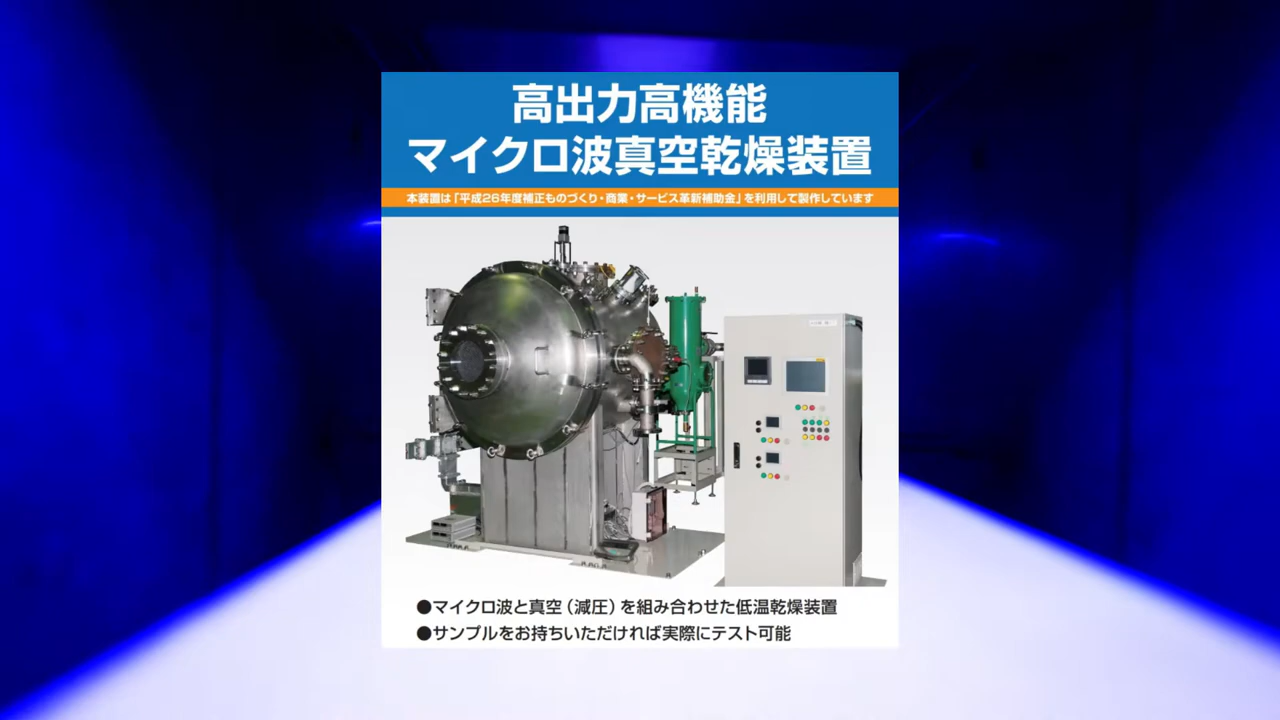 高出力高機能
マイクロ波真空乾燥装置
本装置は「平成26年度補正ものづくり・商業・サービス革新補助金」を利用して製作しています
●マイクロ波と真空（減圧）を組み合わせた低温乾燥装置
●サンプルをお持ちいただければ実際にテスト可能